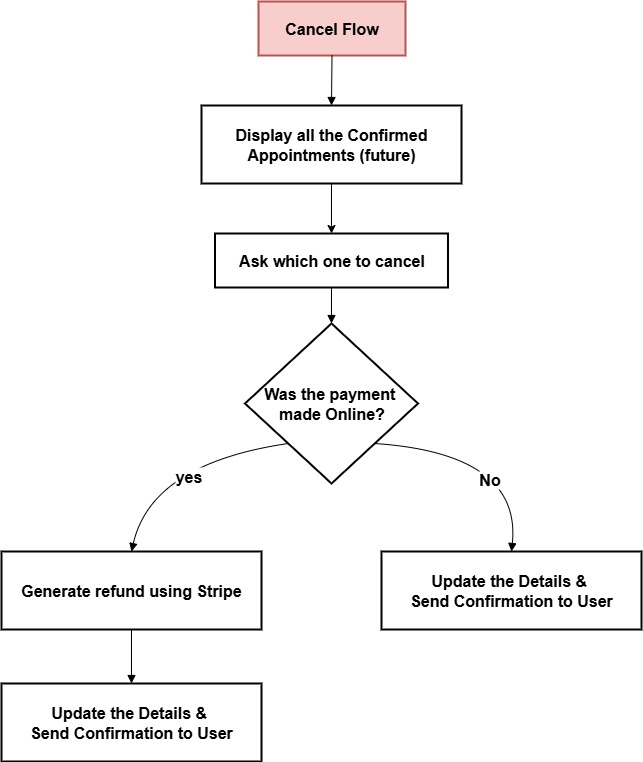 Cancel Flow
Display all the Confirmed
Appointments (future)
Ask which one to cancel
Was the payment
made Online?
yes
No
Generate refund using Stripe
Update the Details &
Send Confirmation to User
Update the Details &
Send Confirmation to User